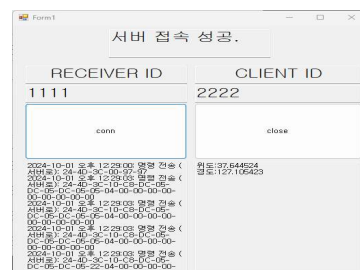 Form1
서버 접속 성공.
RECEIVER ID
CLIENT ID
1111
2222
conn
close
2024-10-01 오후 12:29:00: 명령 전송 (
서버로): 24-4D-3C-00-97-97
2024-10-01 오후 12:29:03: 명령 전송 (
서버로): 24-4D-3C-10-C8-DC-05-
DC-05-DC-05-05-04-00-00-00-00-
00-00-00-00-00
2024-10-01 오후 12:29:03: 명령 전송 (
서버로): 24-4D-3C-10-C8-DC-05-
DC-05-DC-05-05-04-00-00-00-00-
00-00-00-00-00
2024-10-01 오후 12:29:03: 명령 전송 (
서버로): 24-4D-3C-10-C8-DC-05-
DC-05-DC-05-22-04-00-00-00-00-
위도:37.644524
경도:127.105423